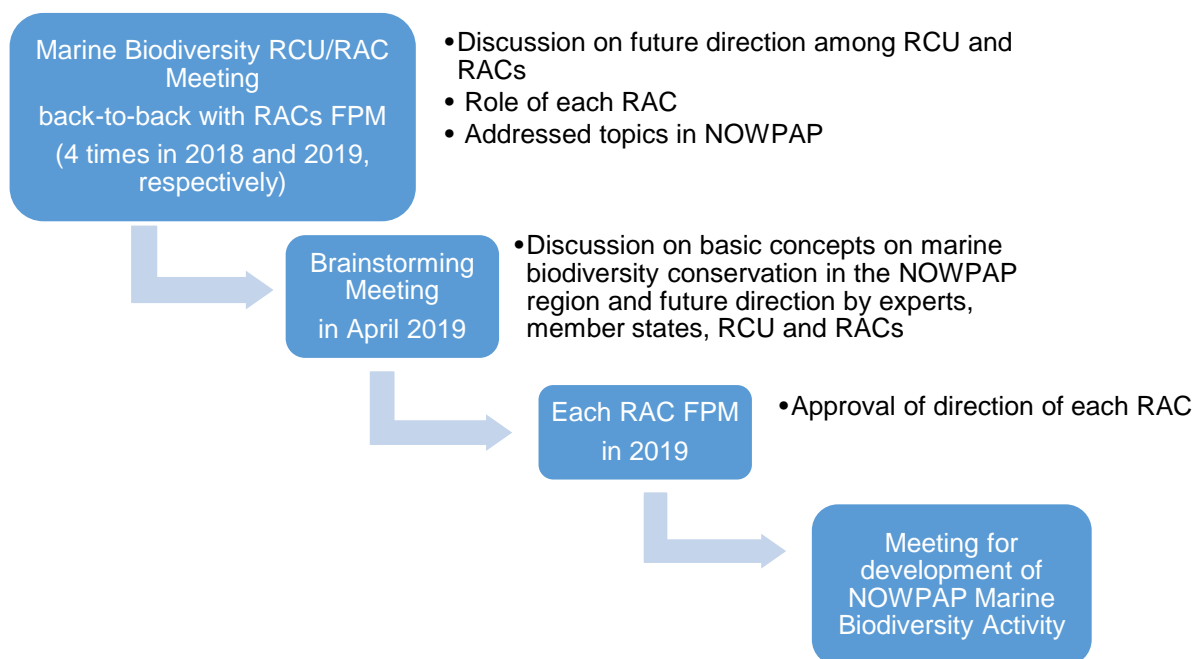 Marine Biodiversity RCU/RAC
Meeting
back-to-back with RACs FPM
(4 times in 2018 and 2019,
respectively)
•Discussion on future direction among RCU and
RACs
• Role of each RAC
• Addressed topics in NOWPAP
Brainstorming
Meeting
in April 2019
•Discussion on basic concepts on marine
biodiversity conservation in the NOWPAP
region and future direction by experts,
member states, RCU and RACs
Each RAC FPM
in 2019
•Approval of direction of each RAC
Meeting for
development of
NOWPAP Marine
Biodiversity Activity